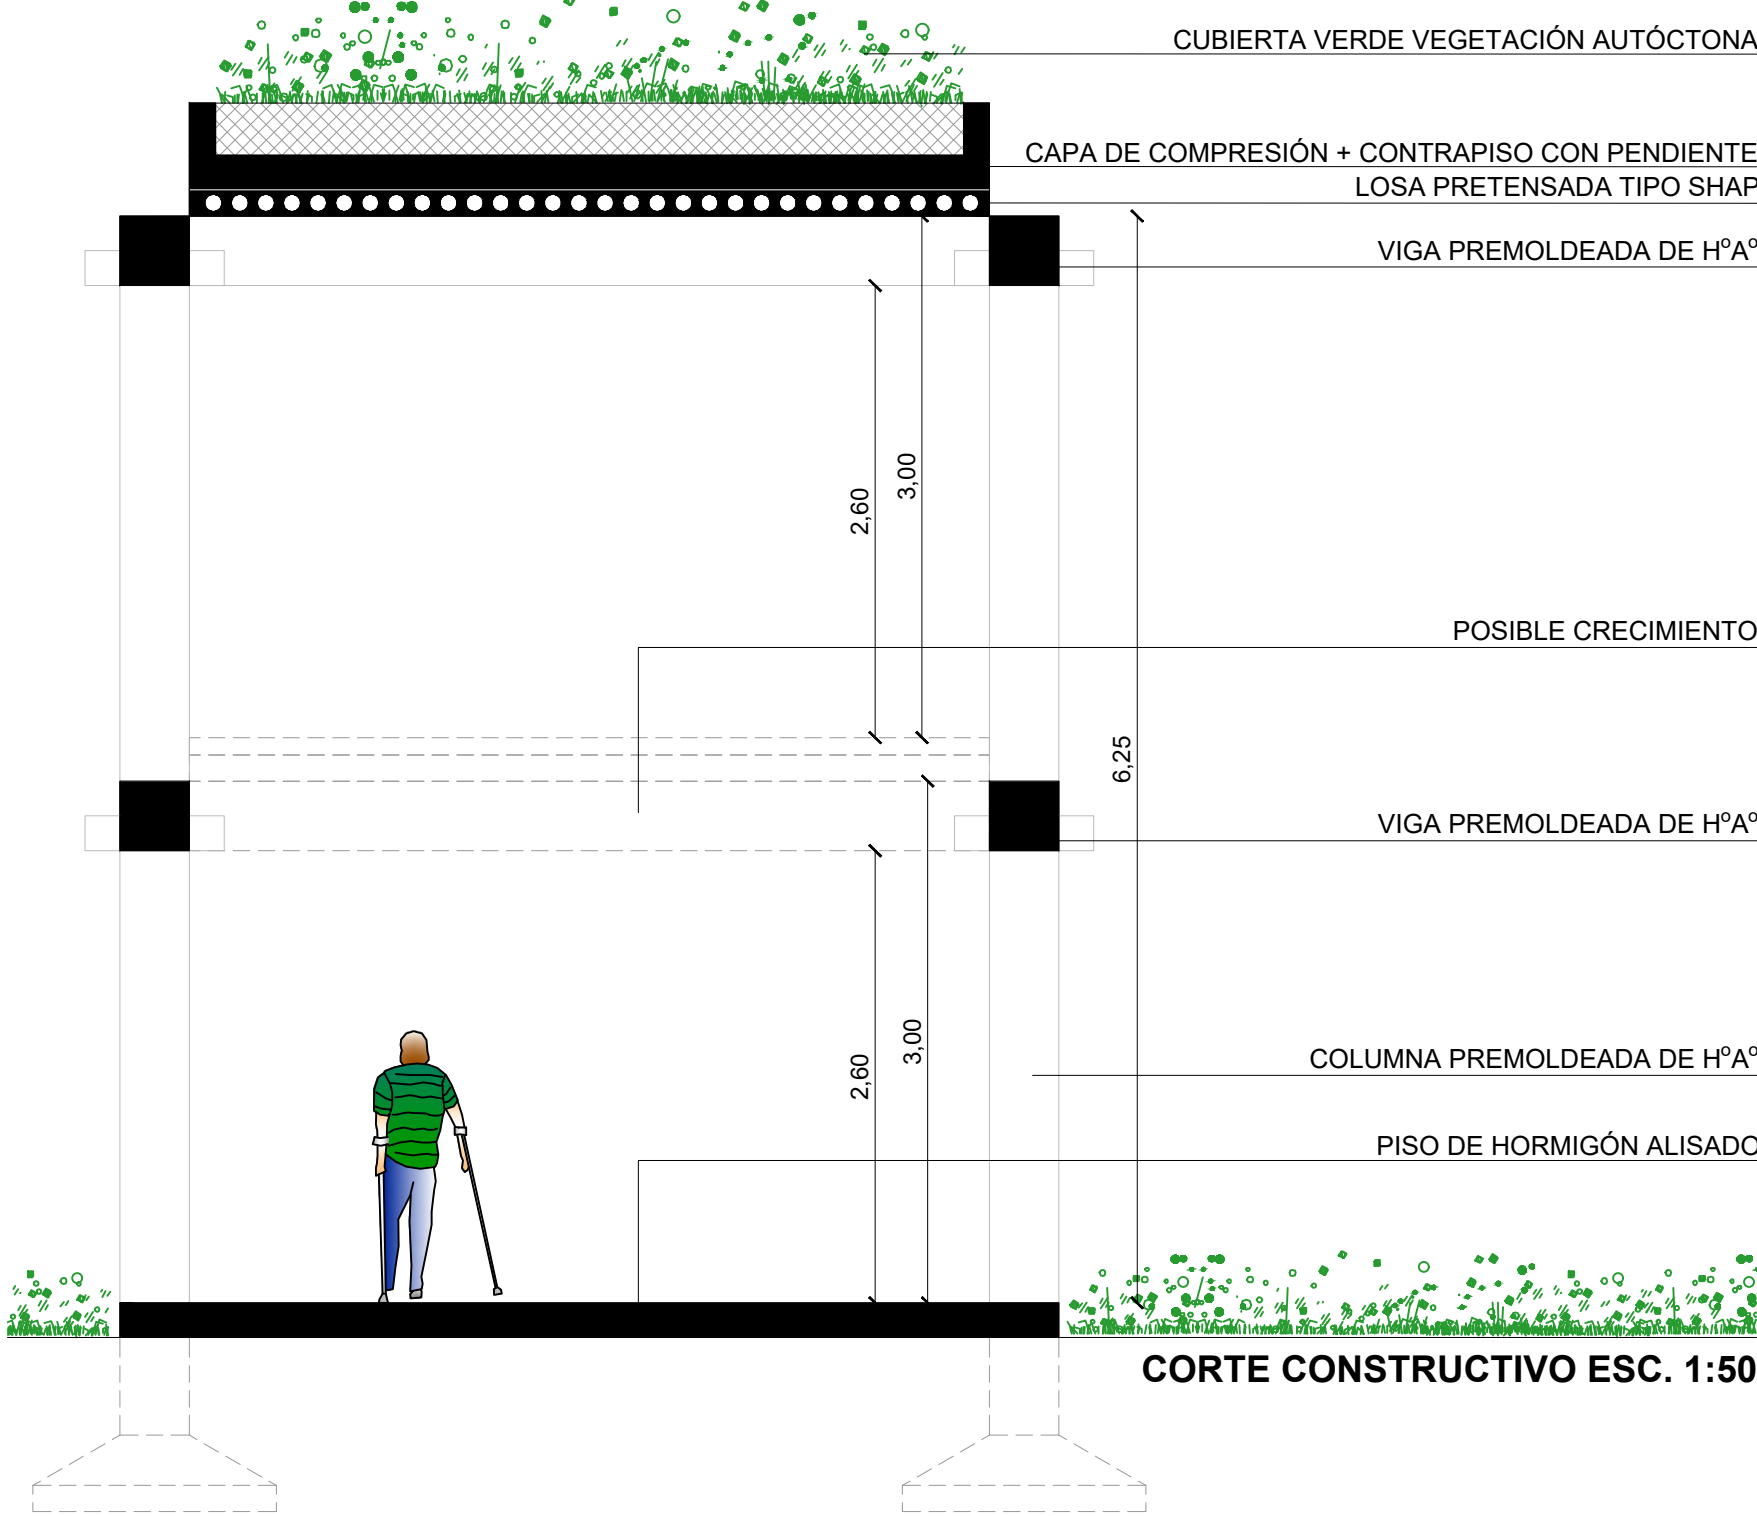 CUBIERTA VERDE VEGETACIÓN AUTÓCTONA
CAPA DE COMPRESIÓN + CONTRAPISO CON PENDIENTE
LOSA PRETENSADA TIPO SHAP
VIGA PREMOLDEADA DE HºAº
3,00
2,60
POSIBLE CRECIMIENTO
6,25
VIGA PREMOLDEADA DE HºAº
3,00
2,60
COLUMNA PREMOLDEADA DE HºAº
PISO DE HORMIGÓN ALISADO
CORTE CONSTRUCTIVO ESC. 1:50